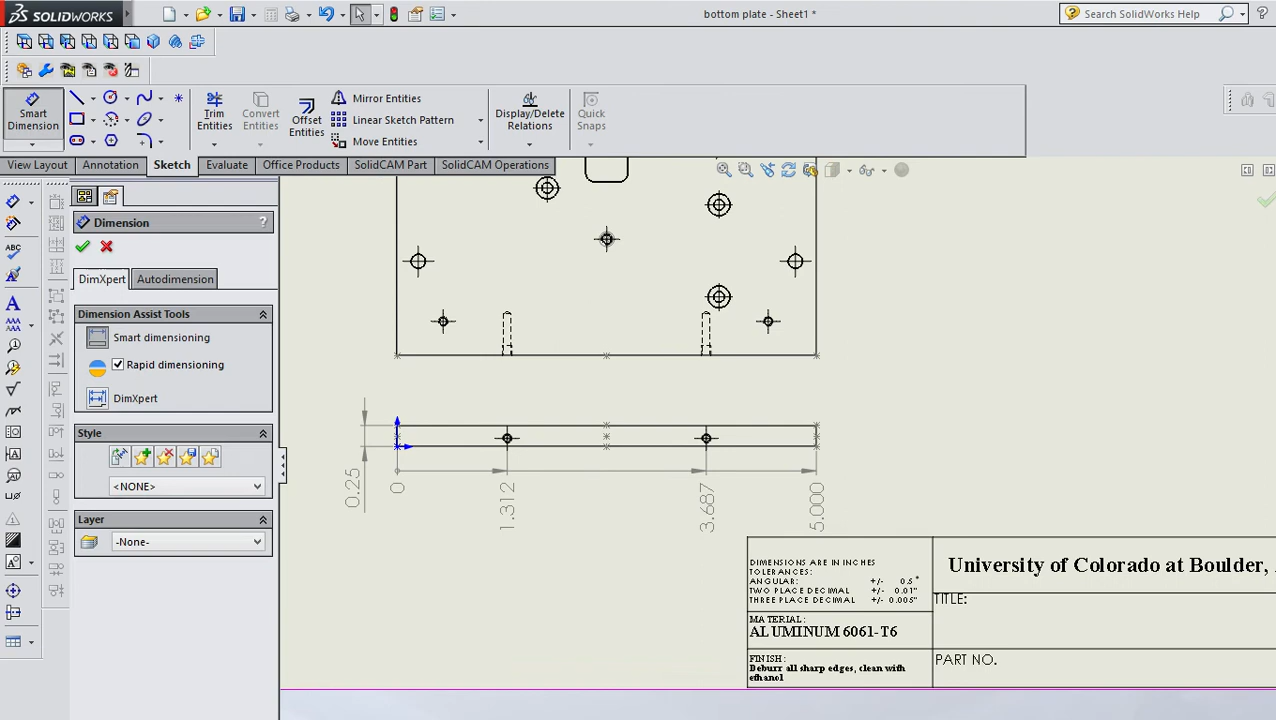 SOLIDWORKS
bottom plate - Sheet1 *
Search SolidWorks Help
Smart
Dimension
Trim
Entities
Convert
Entities
Offset
Entities
Mirror Entities
Linear Sketch Pattern
Move Entities
Display/Delete
Relations
Quick
Snaps
View Layout
Annotation
Sketch
Evaluate
Office Products
SolidCAM Part
SolidCAM Operations
Dimension
?
DimXpert
Autodimension
Dimension Assist Tools
Smart dimensioning
Rapid dimensioning
DimXpert
Style
<NONE>
Layer
-None-
0.25
0
1.312
3.687
5.000
DIMENSIONS ARE IN INCHES
TOLERANCES:
ANGULAR: +/- 0.5°
TWO PLACE DECIMAL +/- 0.01"
THREE PLACE DECIMAL +/- 0.005"
MATERIAL:
ALUMINUM 6061-T6
FINISH:
Deburr all sharp edges, clean with
ethanol
University of Colorado at Boulder,
TITLE:
PART NO.